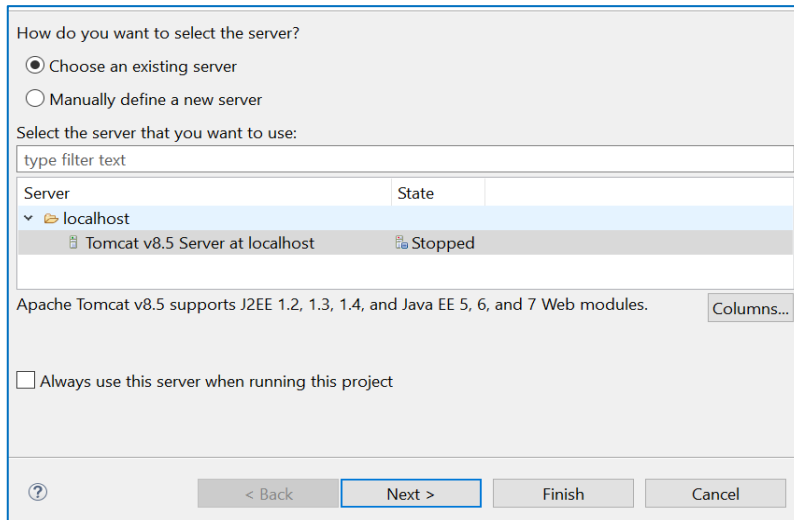 How do you want to select the server?
Choose an existing server
Manually define a new server
Select the server that you want to use:
type filter text
Server State
localhost
Tomcat v8.5 Server at localhost Stopped
Apache Tomcat v8.5 supports J2EE 1.2, 1.3, 1.4, and Java EE 5, 6, and 7 Web modules. Columns...
Always use this server when running this project
? < Back Next > Finish Cancel